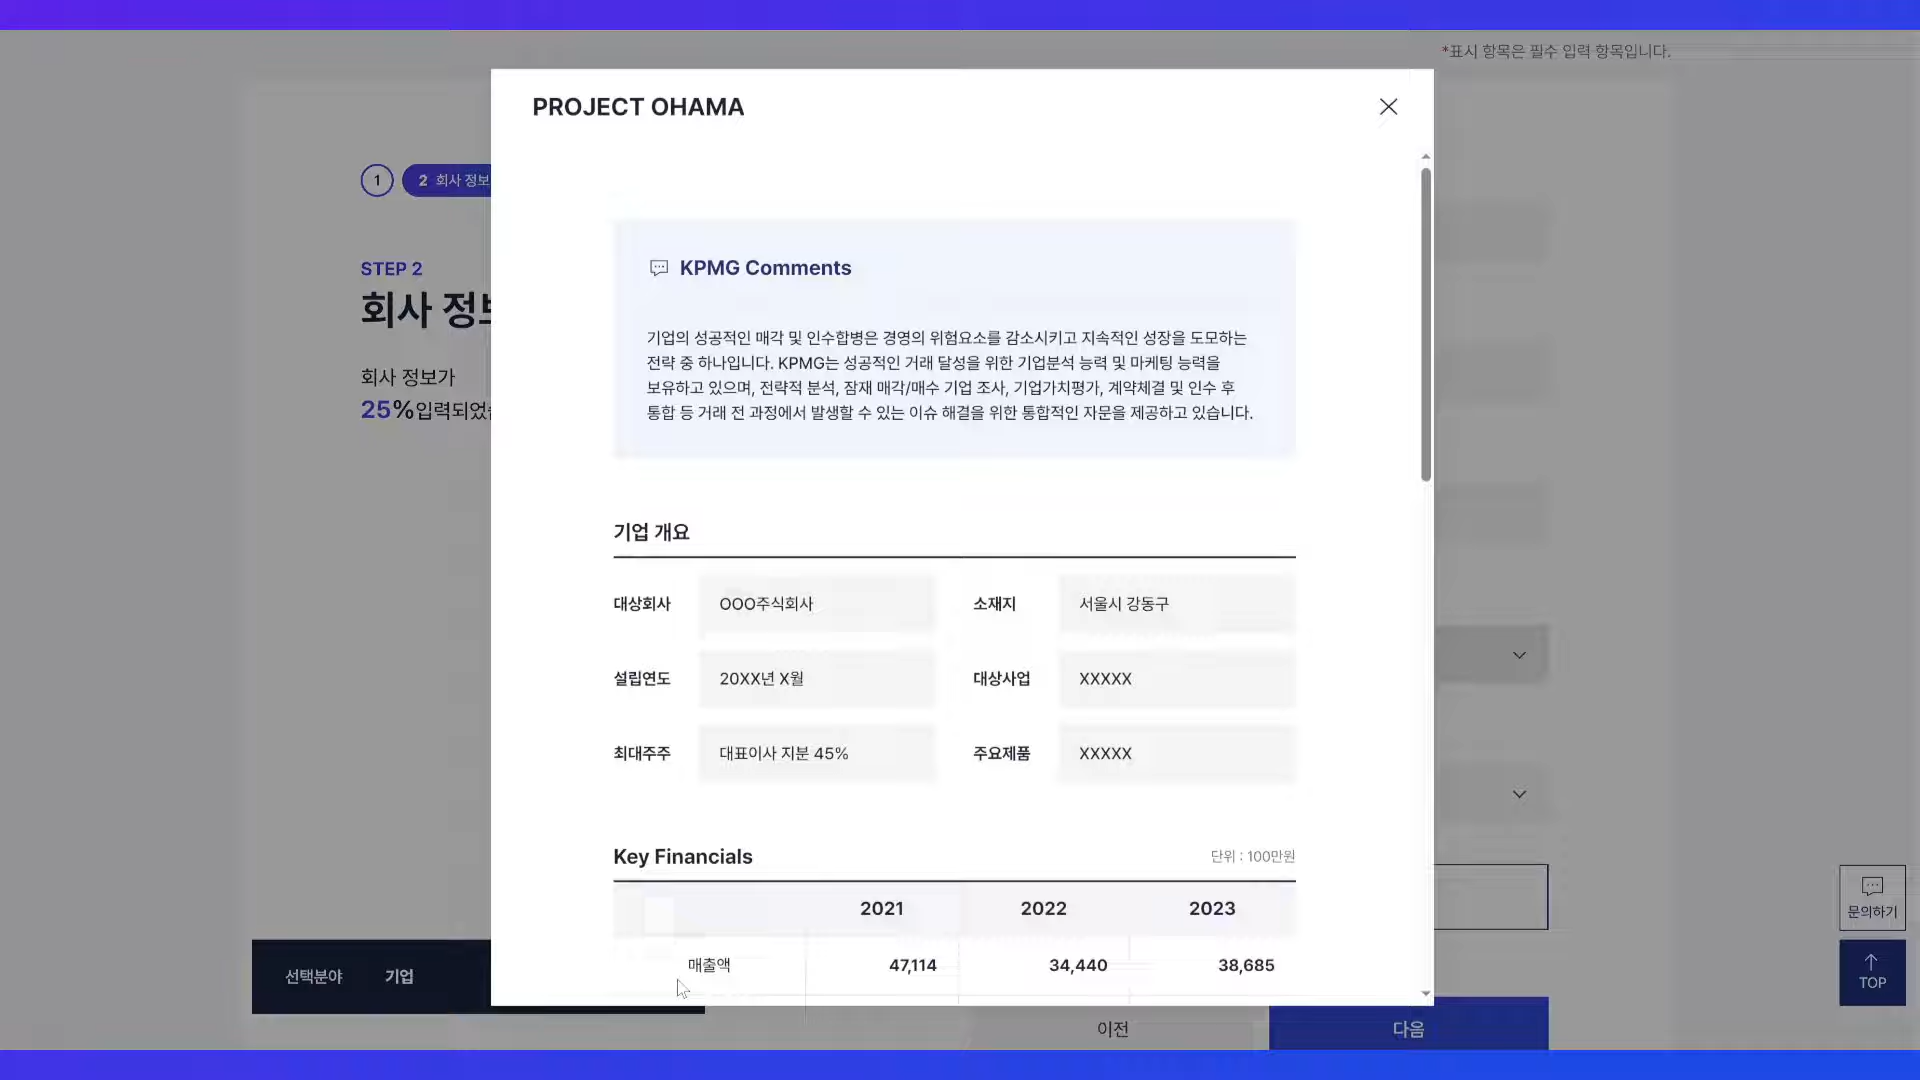 *표시 항목은 필수 입력 항목입니다.
PROJECT OHAMA
1
2 회사 정보
STEP 2
회사 정보
회사 정보가
25%입력되었습
KPMG Comments
기업의 성공적인 매각 및 인수합병은 경영의 위험요소를 감소시키고 지속적인 성장을 도모하는
전략 중 하나입니다. KPMG는 성공적인 거래 달성을 위한 기업분석 능력 및 마케팅 능력을
보유하고 있으며, 전략적 분석, 잠재 매각/매수 기업 조사, 기업가치평가, 계약체결 및 인수 후
통합 등 거래 전 과정에서 발생할 수 있는 이슈 해결을 위한 통합적인 자문을 제공하고 있습니다.
기업 개요
대상회사 OOO주식회사 소재지 서울시 강동구
설립연도 20XX년 X월 대상사업 XXXXX
최대주주 대표이사 지분 45% 주요제품 XXXXX
Key Financials 단위 : 100만원
2021 2022 2023
매출액 47,114 34,440 38,685
선택분야 기업
문의하기
TOP
이전
다음